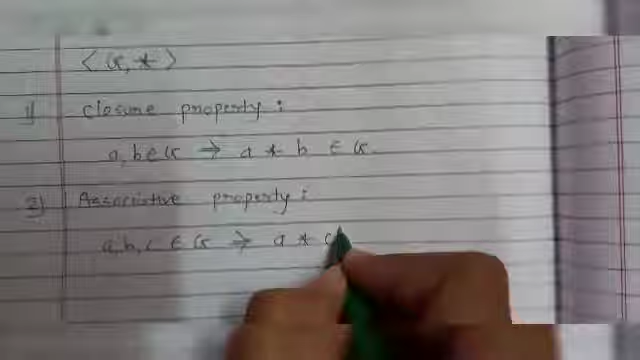 ⟨G, *⟩
1) Closure property :
a, b ∈ G ⇒ a * b ∈ G.
2) Associative property :
a, b, c ∈ G ⇒ a * (